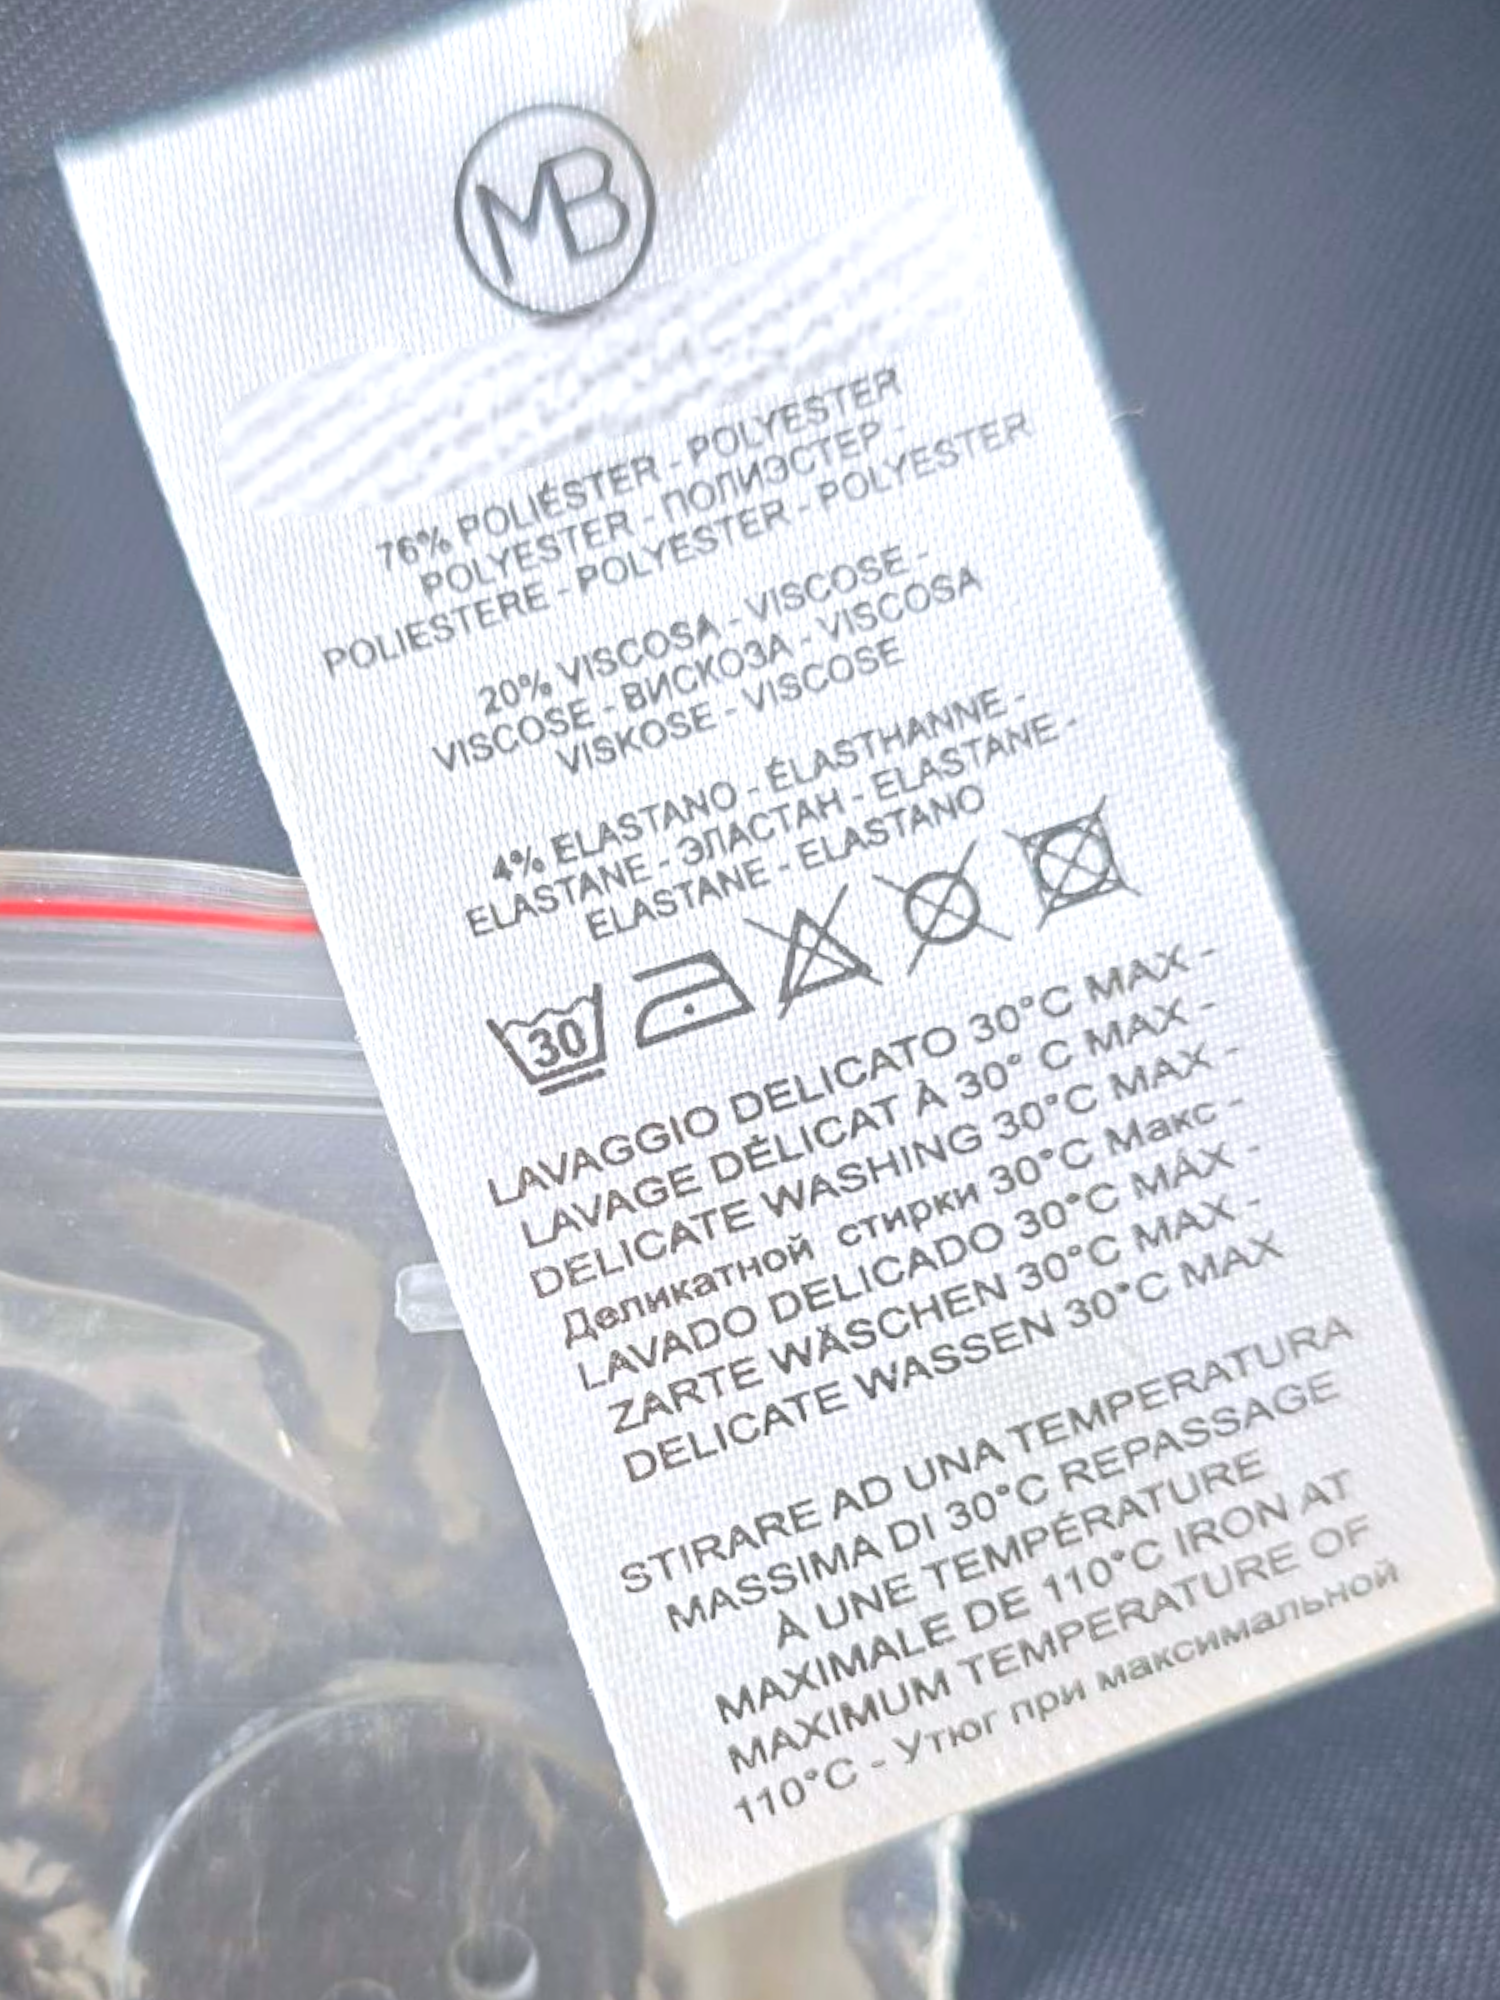 MB
76% POLIÉSTER - POLYESTER
POLYESTER - ПОЛИЭСТЕР -
POLIESTERE - POLYESTER - POLYESTER
20% VISCOSA - VISCOSE -
VISCOSE - ВИСКОЗА - VISCOSA
VISKOSE - VISCOSE
4% ELASTANO - ÉLASTHANNE -
ELASTANE - ЭЛАСТАН - ELASTANE -
ELASTANE - ELASTANO
30
LAVAGGIO DELICATO 30°C MAX -
LAVAGE DÉLICAT À 30° C MAX -
DELICATE WASHING 30°C MAX -
Деликатной стирки 30°C Макс -
LAVADO DELICADO 30°C MÁX -
ZARTE WÄSCHEN 30°C MAX -
DELICATE WASSEN 30°C MAX
STIRARE AD UNA TEMPERATURA
MASSIMA DI 30°C REPASSAGE
À UNE TEMPÉRATURE
MAXIMALE DE 110°C IRON AT
MAXIMUM TEMPERATURE OF
110°C - Утюг при максимальной